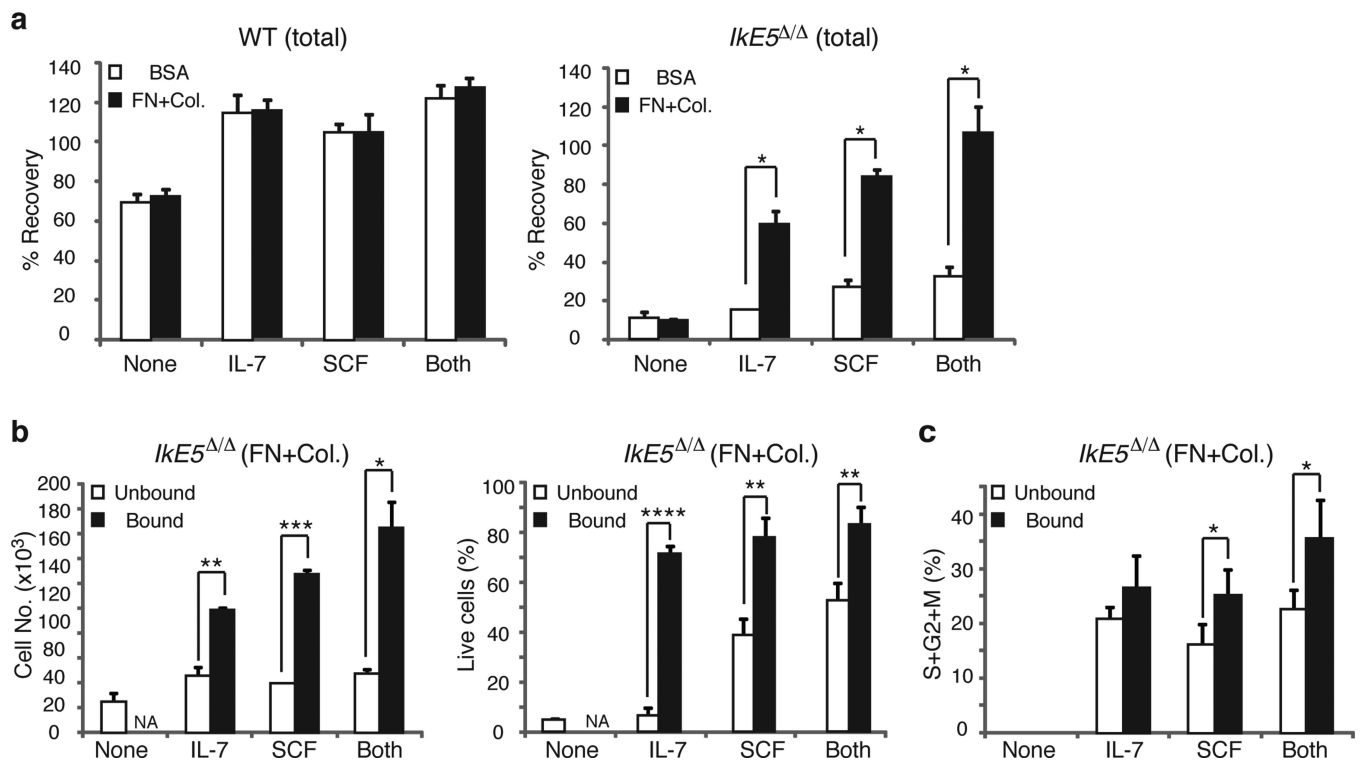 a
WT (total)
140
120
100
80
60
40
20
0
% Recovery
BSA
FN+Col.
None IL-7 SCF Both
IkE5Δ/Δ (total)
140
120
100
80
60
40
20
0
% Recovery
BSA
FN+Col.
*
*
*
None IL-7 SCF Both
b
IkE5Δ/Δ (FN+Col.)
200
180
160
140
120
100
80
60
40
20
0
Cell No. (x10³)
Unbound
Bound
**
***
*
NA
None IL-7 SCF Both
IkE5Δ/Δ (FN+Col.)
100
80
60
40
20
0
Live cells (%)
Unbound
Bound
****
**
**
NA
None IL-7 SCF Both
c
IkE5Δ/Δ (FN+Col.)
40
30
20
10
0
S+G2+M (%)
Unbound
Bound
*
*
None IL-7 SCF Both